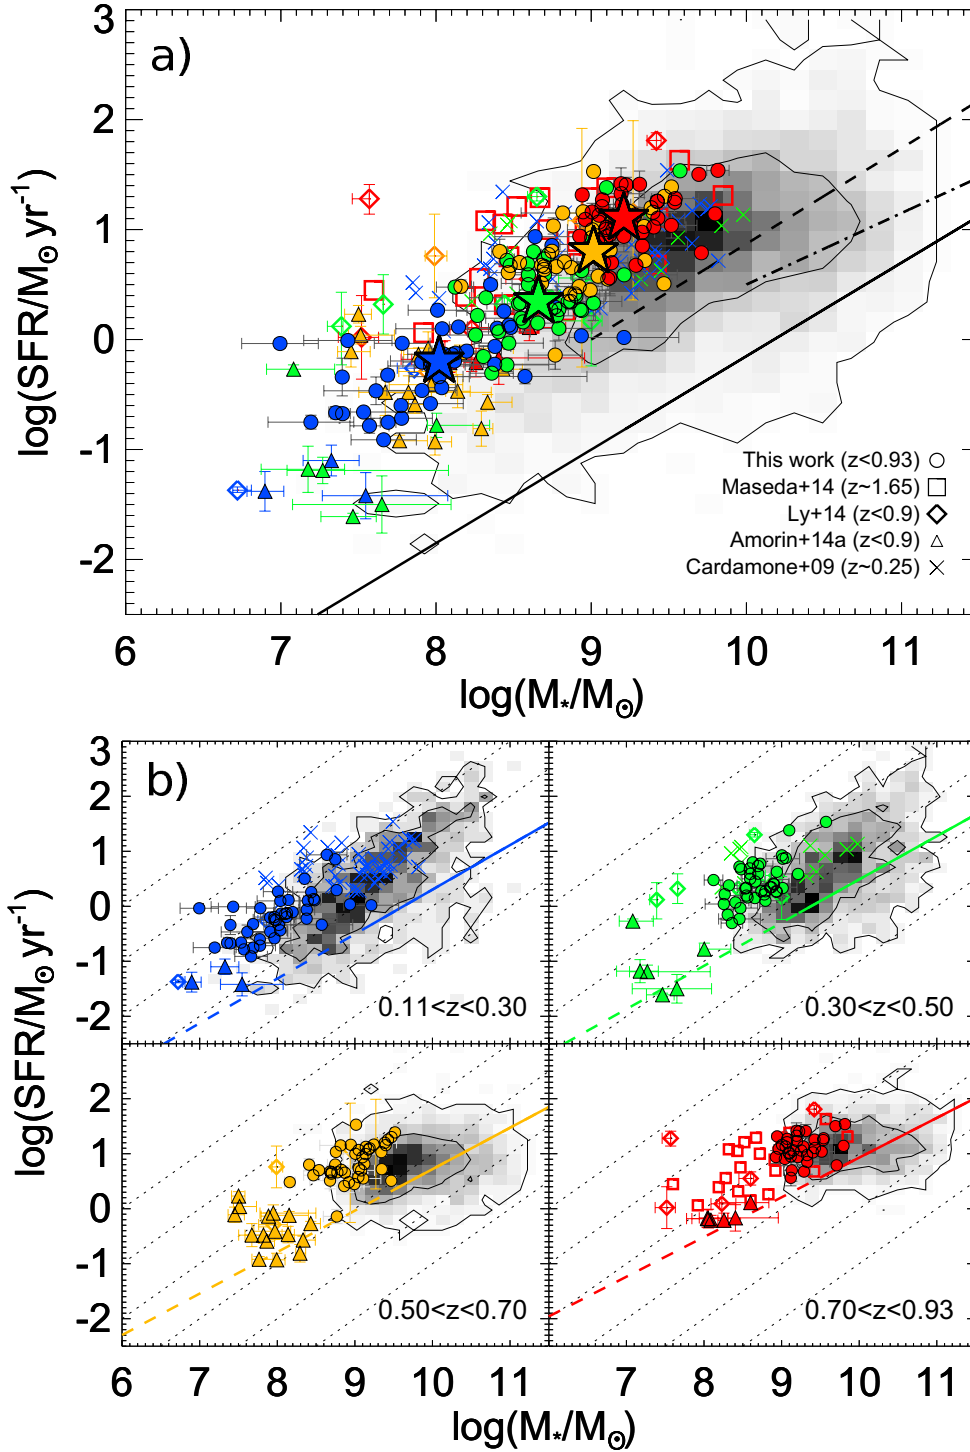 a)
3
2
1
0
-1
-2
log(SFR/M⊙ yr⁻¹)
This work (z<0.93)
Maseda+14 (z~1.65)
Ly+14 (z<0.9)
Amorin+14a (z<0.9)
Cardamone+09 (z~0.25)
6 7 8 9 10 11
log(M*/M⊙)
b)
3
2
1
0
-1
-2
0.11<z<0.30
0.30<z<0.50
2
1
0
-1
-2
log(SFR/M⊙ yr⁻¹)
0.50<z<0.70
0.70<z<0.93
6 7 8 9 10 11 7 8 9 10 11
log(M*/M⊙)